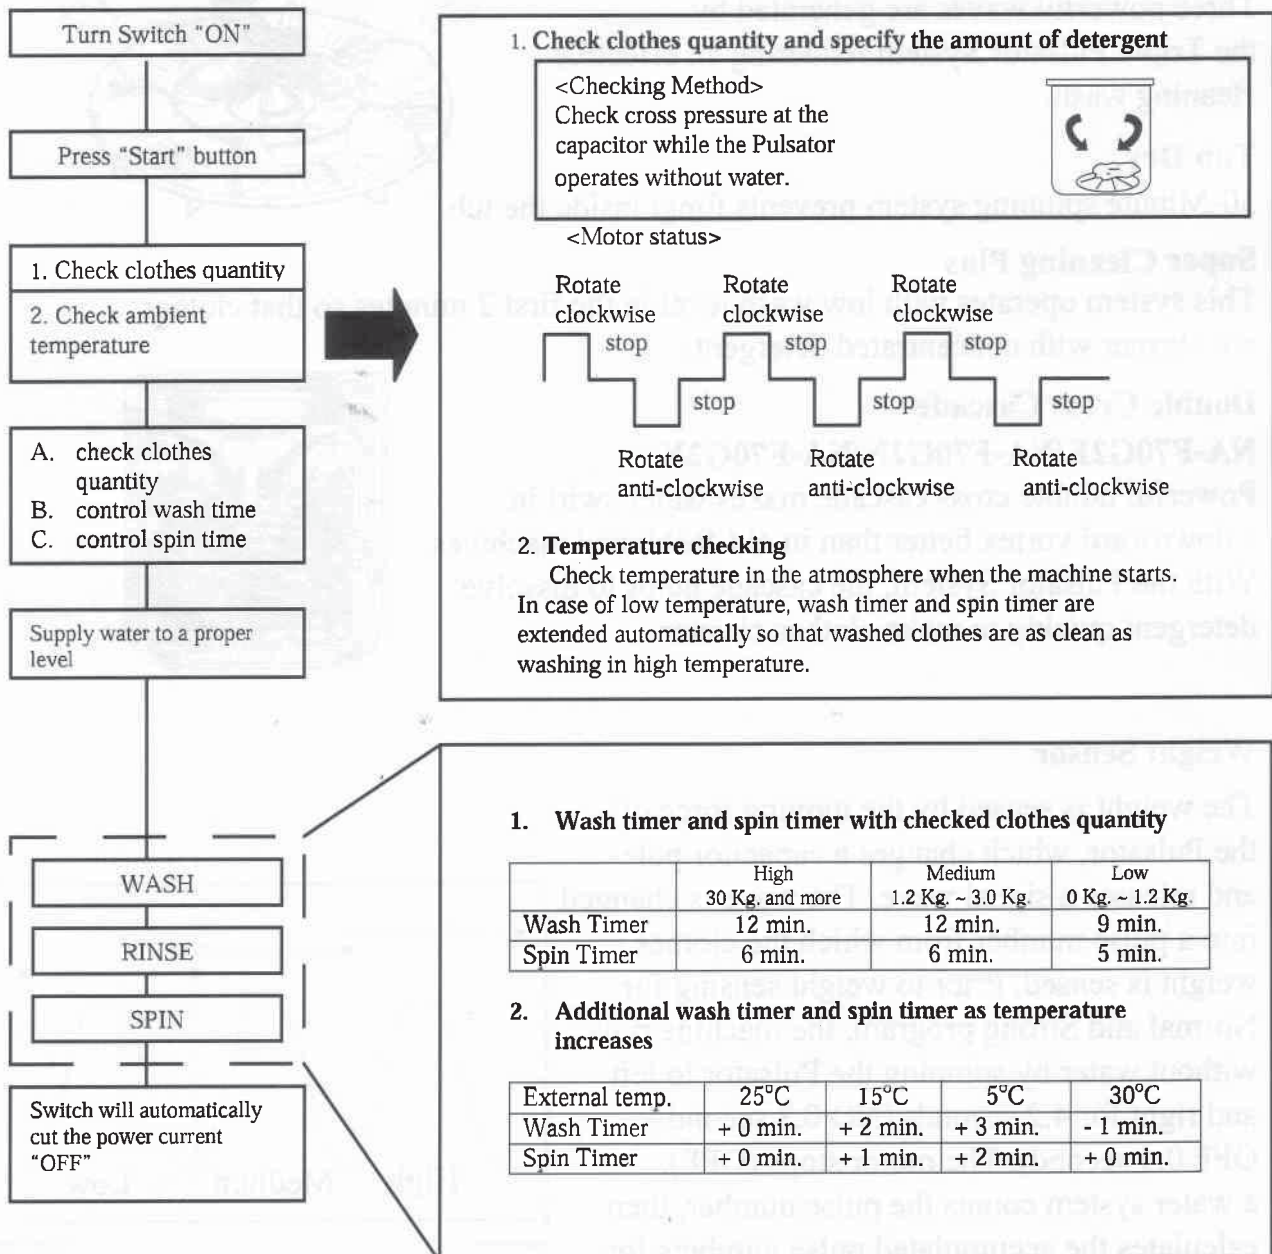 Turn Switch "ON"
Press "Start" button
1. Check clothes quantity
2. Check ambient
temperature
A. check clothes
quantity
B. control wash time
C. control spin time
Supply water to a proper
level
WASH
RINSE
SPIN
Switch will automatically
cut the power current
"OFF"
1. Check clothes quantity and specify the amount of detergent
<Checking Method>
Check cross pressure at the
capacitor while the Pulsator
operates without water.
<Motor status>
Rotate clockwise Rotate clockwise Rotate clockwise
stop stop stop
stop stop stop
Rotate anti-clockwise Rotate anti-clockwise Rotate anti-clockwise
2. Temperature checking
Check temperature in the atmosphere when the machine starts.
In case of low temperature, wash timer and spin timer are
extended automatically so that washed clothes are as clean as
washing in high temperature.
1. Wash timer and spin timer with checked clothes quantity
High Medium Low
30 Kg. and more 1.2 Kg. ~ 3.0 Kg. 0 Kg. ~ 1.2 Kg.
Wash Timer 12 min. 12 min. 9 min.
Spin Timer 6 min. 6 min. 5 min.
2. Additional wash timer and spin timer as temperature
increases
External temp. 25°C 15°C 5°C 30°C
Wash Timer + 0 min. + 2 min. + 3 min. - 1 min.
Spin Timer + 0 min. + 1 min. + 2 min. + 0 min.